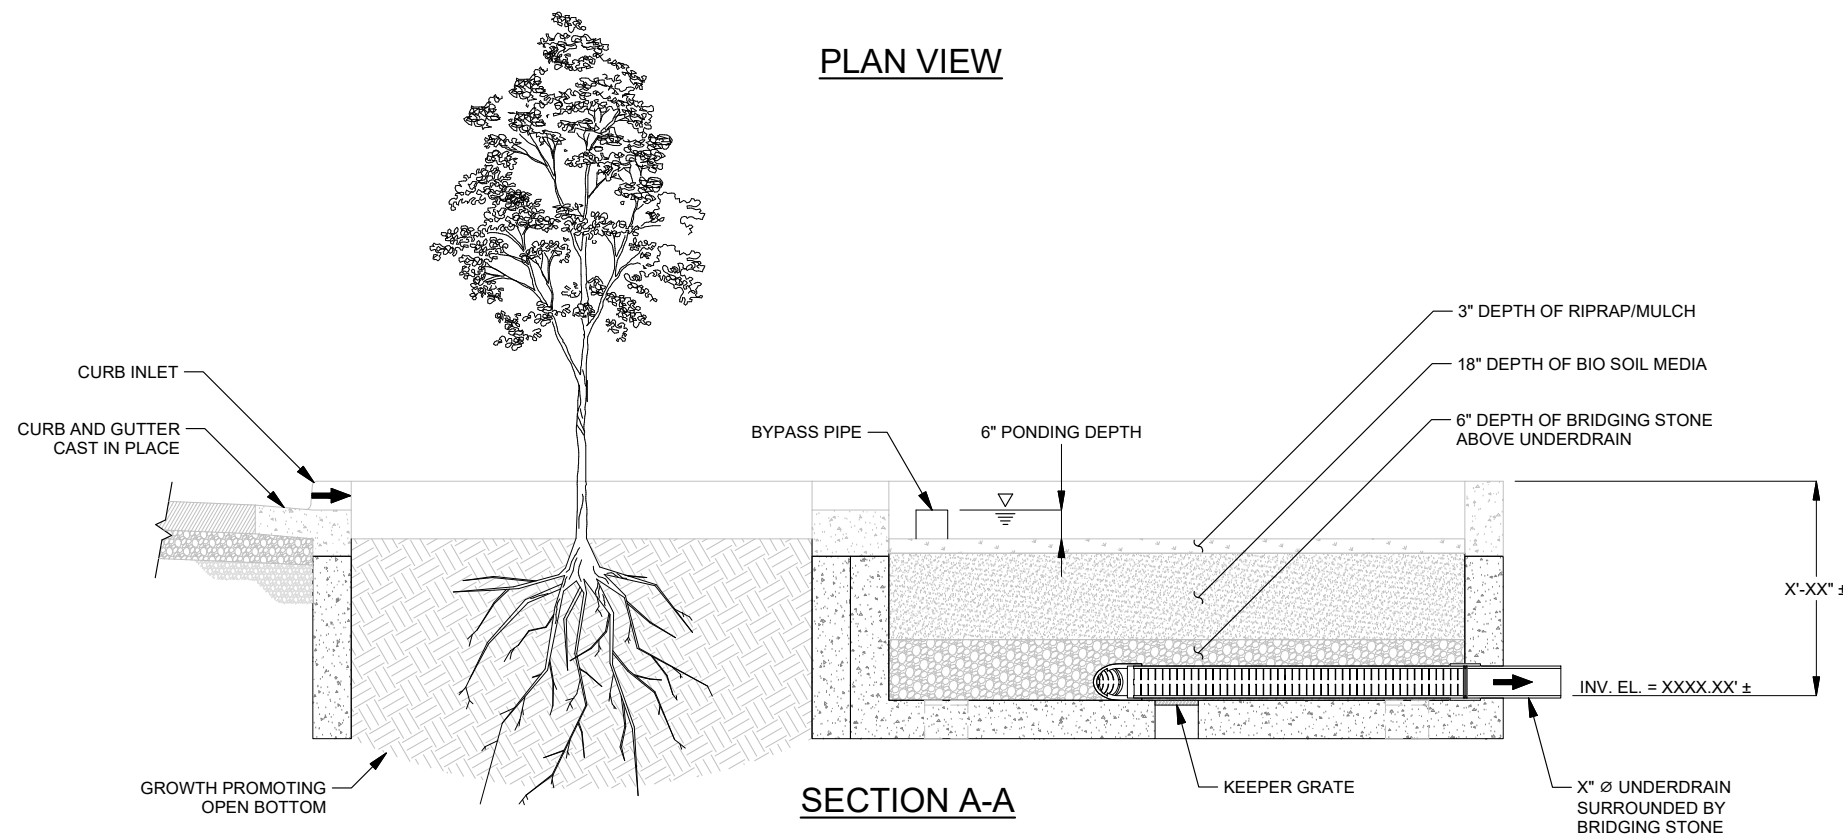 PLAN VIEW
3" DEPTH OF RIPRAP/MULCH
18" DEPTH OF BIO SOIL MEDIA
6" DEPTH OF BRIDGING STONE
ABOVE UNDERDRAIN
CURB INLET
CURB AND GUTTER
CAST IN PLACE
BYPASS PIPE
6" PONDING DEPTH
X'-XX" ±
INV. EL. = XXXX.XX' ±
GROWTH PROMOTING
OPEN BOTTOM
SECTION A-A
KEEPER GRATE
X" Ø UNDERDRAIN
SURROUNDED BY
BRIDGING STONE